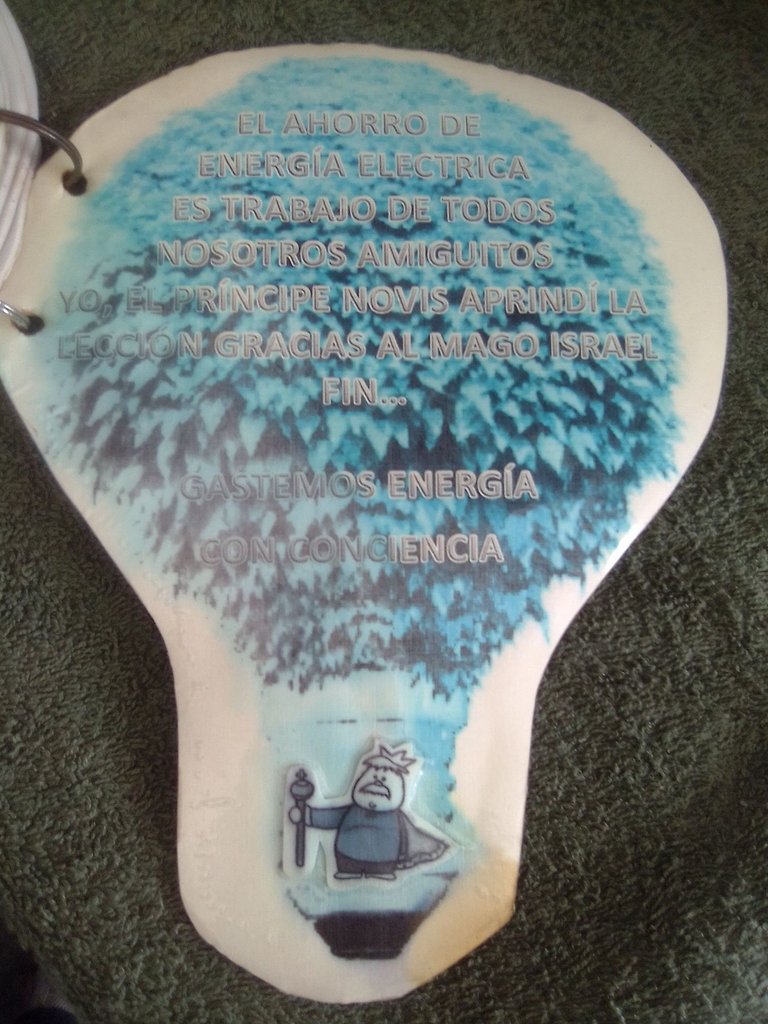 EL AHORRO DE
ENERGÍA ELECTRICA
ES TRABAJO DE TODOS
NOSOTROS AMIGUITOS
YO, EL PRÍNCIPE NOVIS APRINDÍ LA
LECCIÓN GRACIAS AL MAGO ISRAEL
FIN...
GASTEMOS ENERGÍA
CON CONCIENCIA